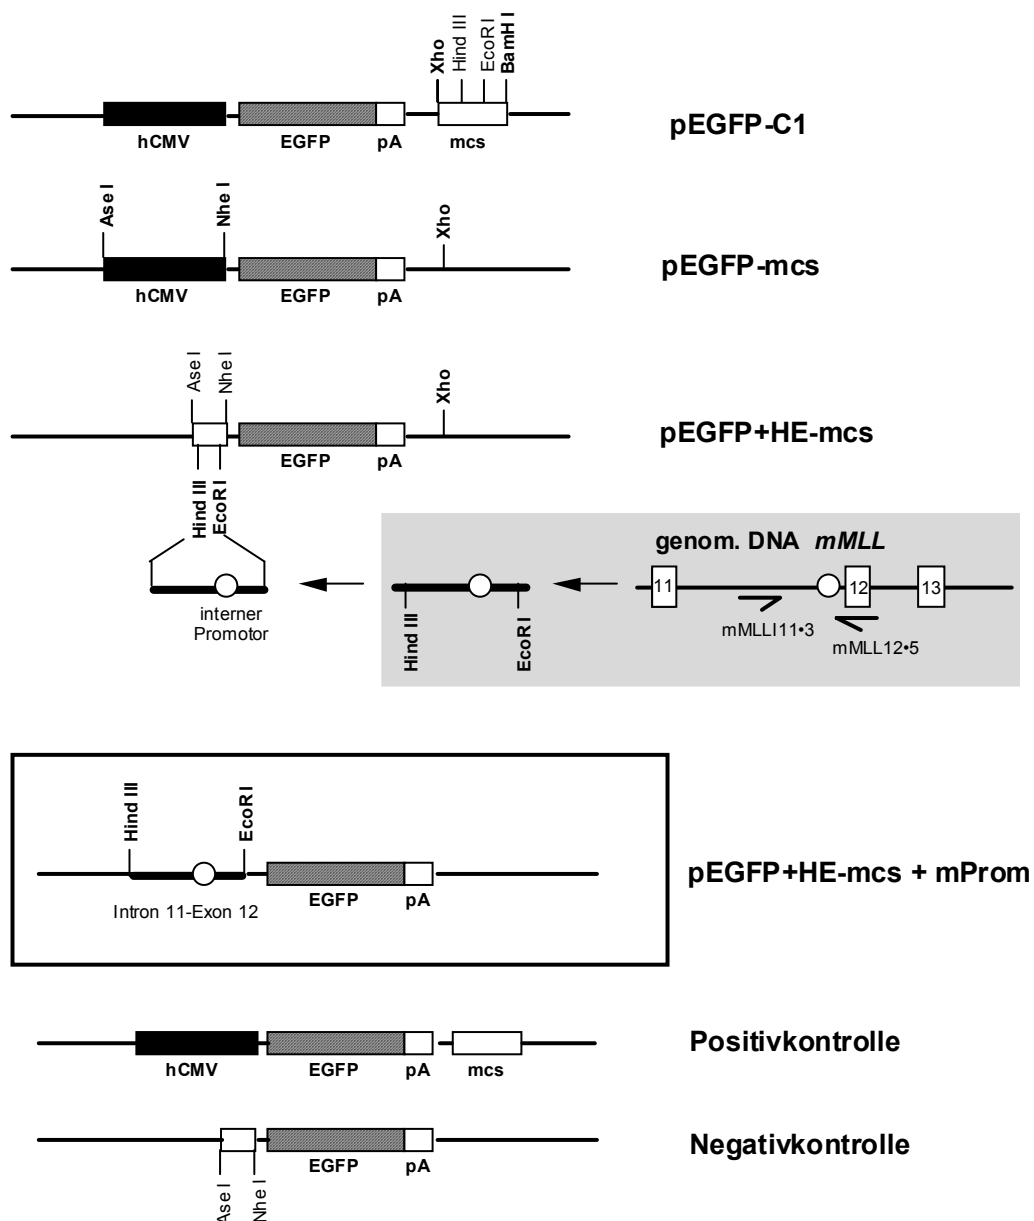 Xho
Hind III
EcoR I
BamH I
hCMV
EGFP
pA
mcs
pEGFP-C1
Ase I
Nhe I
Xho
hCMV
EGFP
pA
pEGFP-mcs
Ase I
Nhe I
Xho
EGFP
pA
pEGFP+HE-mcs
Hind III
EcoR I
interner
Promotor
genom. DNA mMLL
11
12
13
mMLLI11•3
mMLL12•5
Hind III
EcoR I
Hind III
EcoR I
EGFP
pA
Intron 11-Exon 12
pEGFP+HE-mcs + mProm
hCMV
EGFP
pA
mcs
Positivkontrolle
EGFP
pA
Ase I
Nhe I
Negativkontrolle